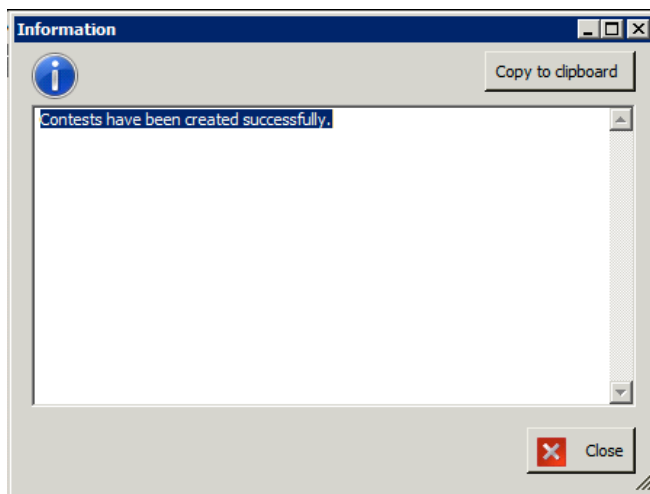 Information
Copy to clipboard
Contests have been created successfully.
Close